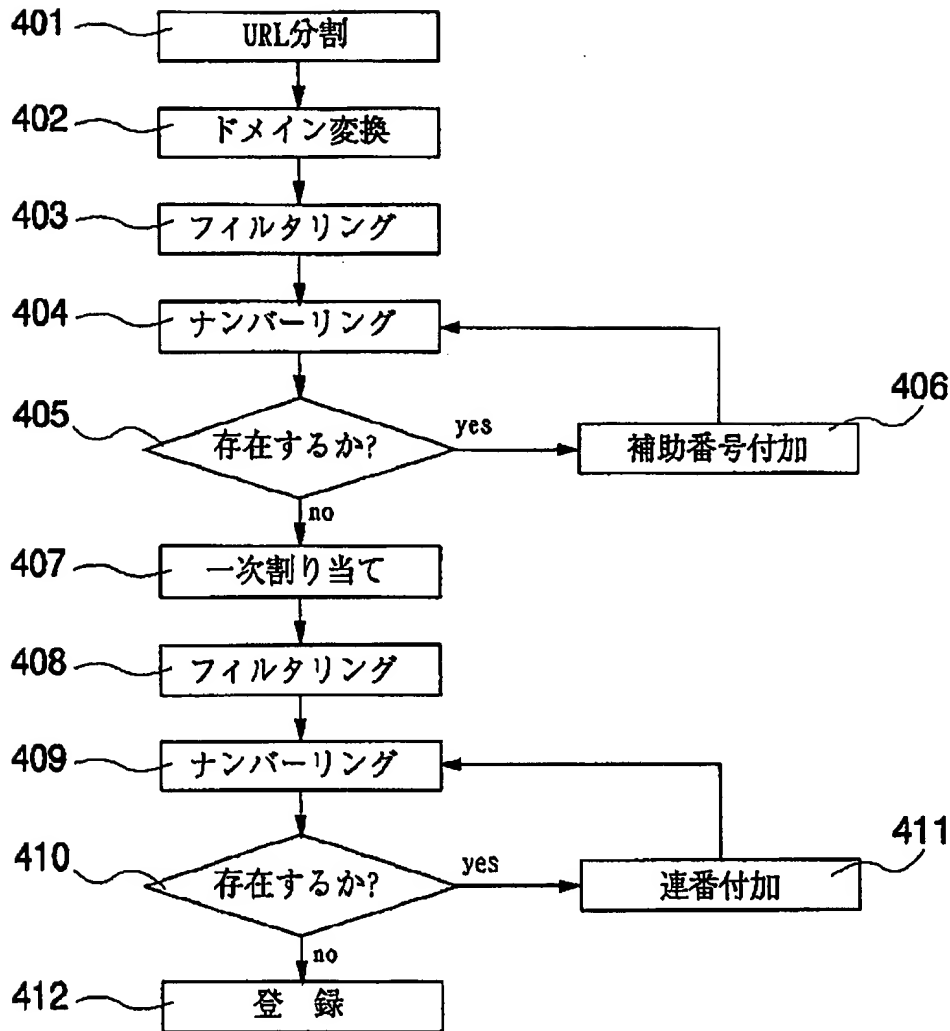 401
URL分割
402
ドメイン変換
403
フィルタリング
404
ナンバーリング
405
存在するか?
yes
406
補助番号付加
no
407
一次割り当て
408
フィルタリング
409
ナンバーリング
410
存在するか?
yes
411
連番付加
no
412
登 録